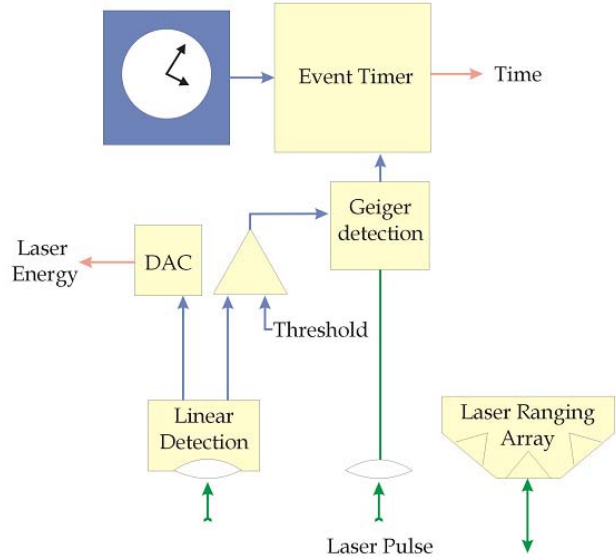 Event Timer
Time
Geiger
detection
Laser
Energy
DAC
Threshold
Linear
Detection
Laser Ranging
Array
Laser Pulse